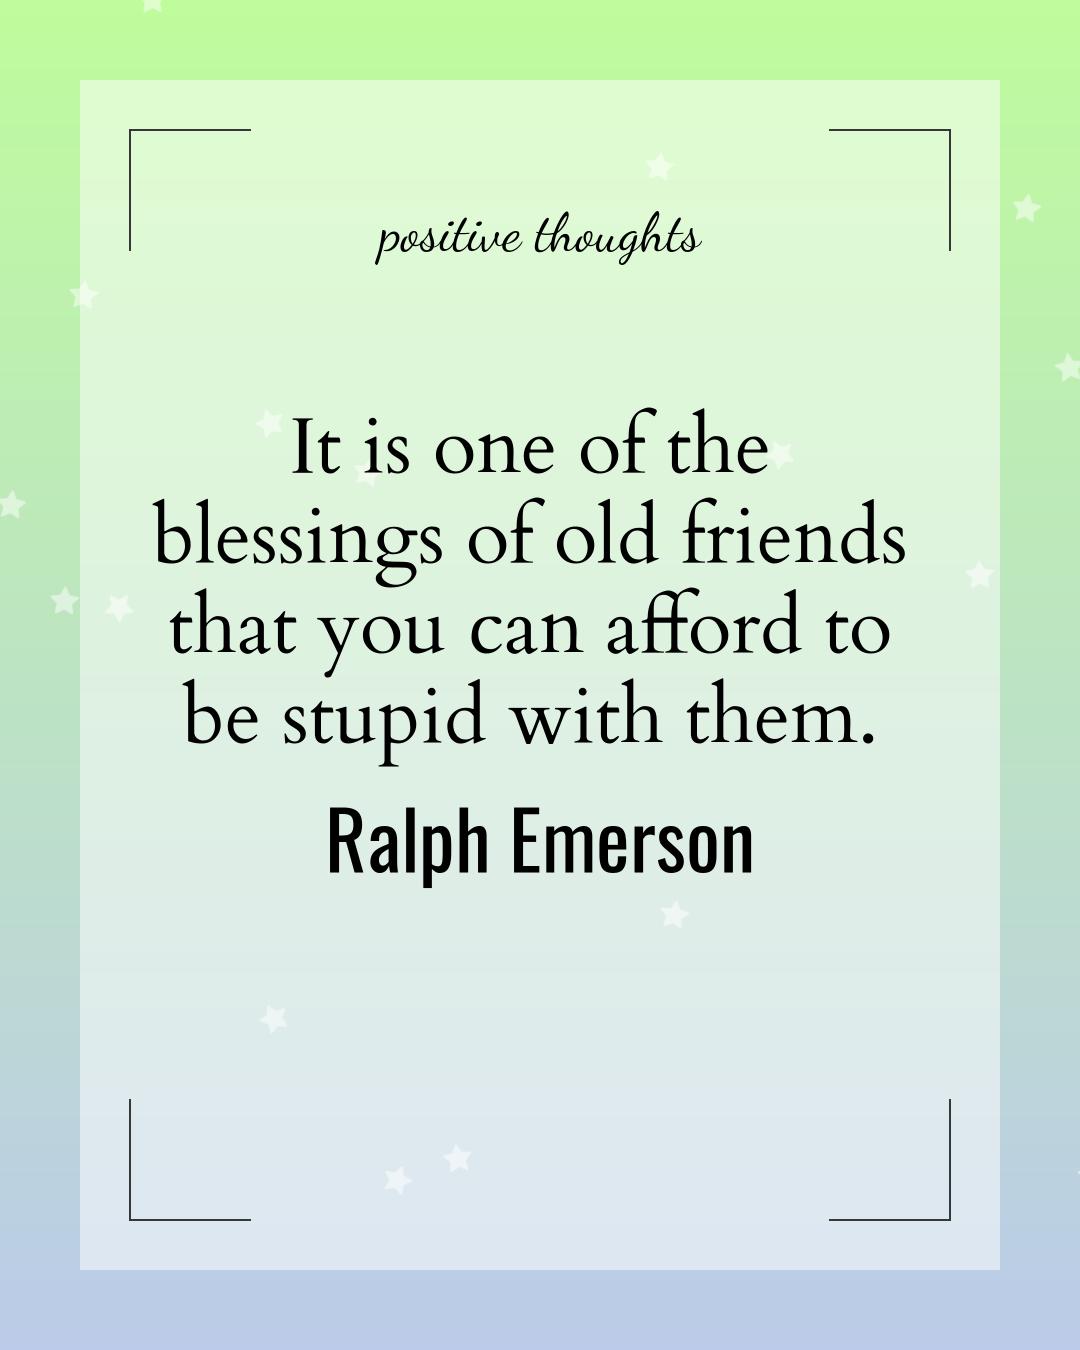 positive thoughts
It is one of the
blessings of old friends
that you can afford to
be stupid with them.
Ralph Emerson